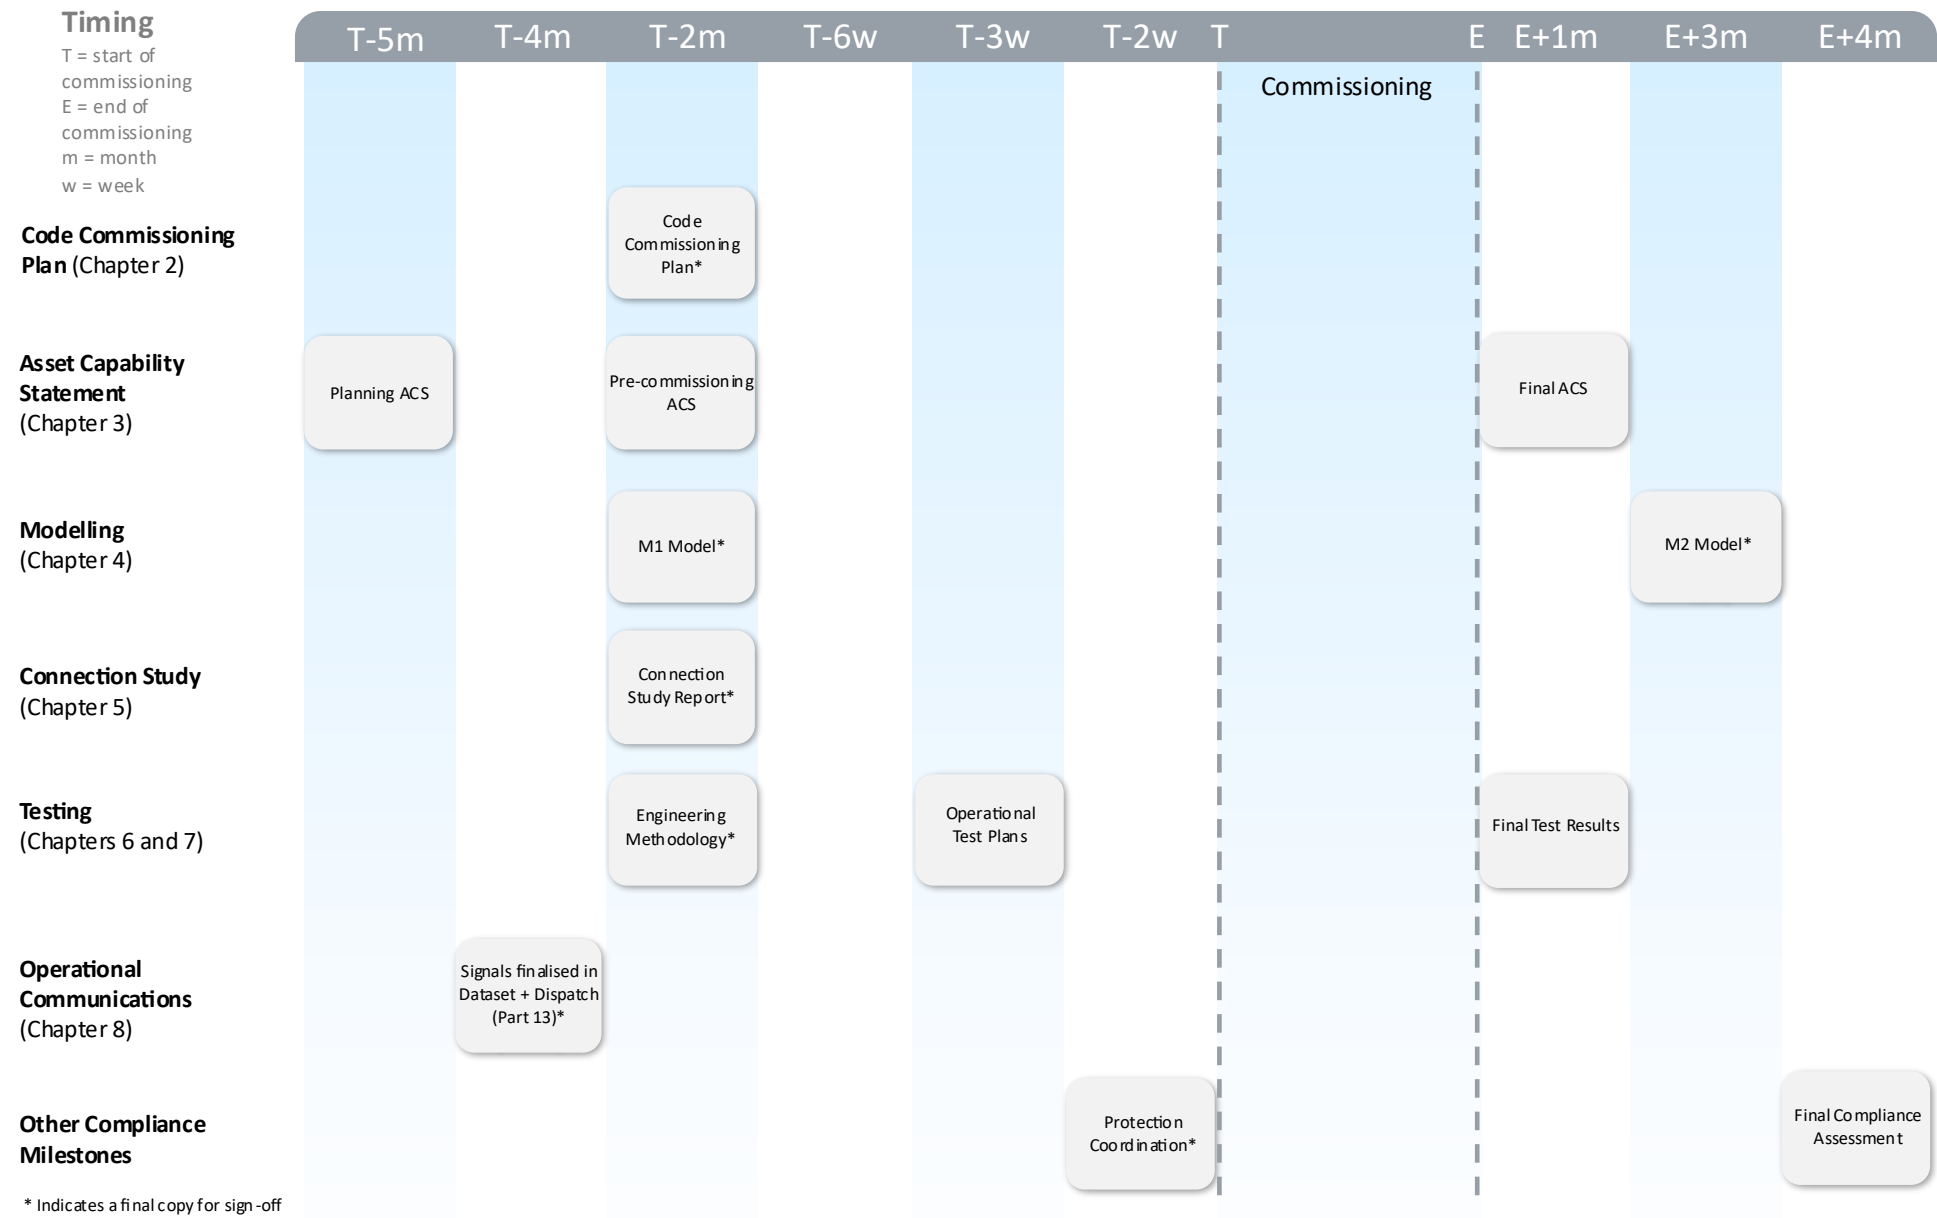 Timing
T = start of
commissioning
E = end of
commissioning
m = month
w = week
T-5m
T-4m
T-2m
T-6w
T-3w
T-2w
T
E
E+1m
E+3m
E+4m
Commissioning
Code Commissioning
Plan (Chapter 2)
Code
Commissioning
Plan*
Asset Capability
Statement
(Chapter 3)
Planning ACS
Pre-commissioning
ACS
Final ACS
Modelling
(Chapter 4)
M1 Model*
M2 Model*
Connection Study
(Chapter 5)
Connection
Study Report*
Testing
(Chapters 6 and 7)
Engineering
Methodology*
Operational
Test Plans
Final Test Results
Operational
Communications
(Chapter 8)
Signals finalised in
Dataset + Dispatch
(Part 13)*
Other Compliance
Milestones
Protection
Coordination*
Final Compliance
Assessment
* Indicates a final copy for sign-off